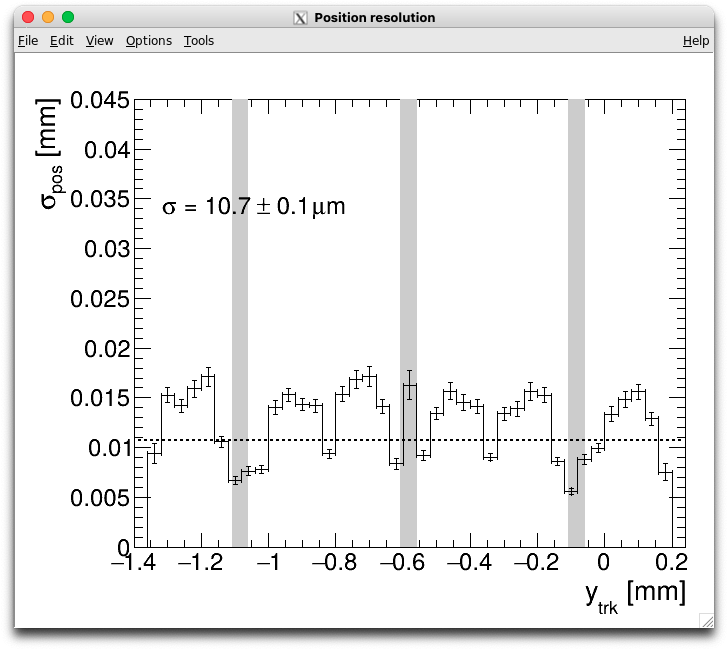 Position resolution
File Edit View Options Tools Help
σpos [mm]
0.045
0.04
0.035
0.03
0.025
0.02
0.015
0.01
0.005
0
σ = 10.7 ± 0.1 μm
−1.4 −1.2 −1 −0.8 −0.6 −0.4 −0.2 0 0.2
ytrk [mm]